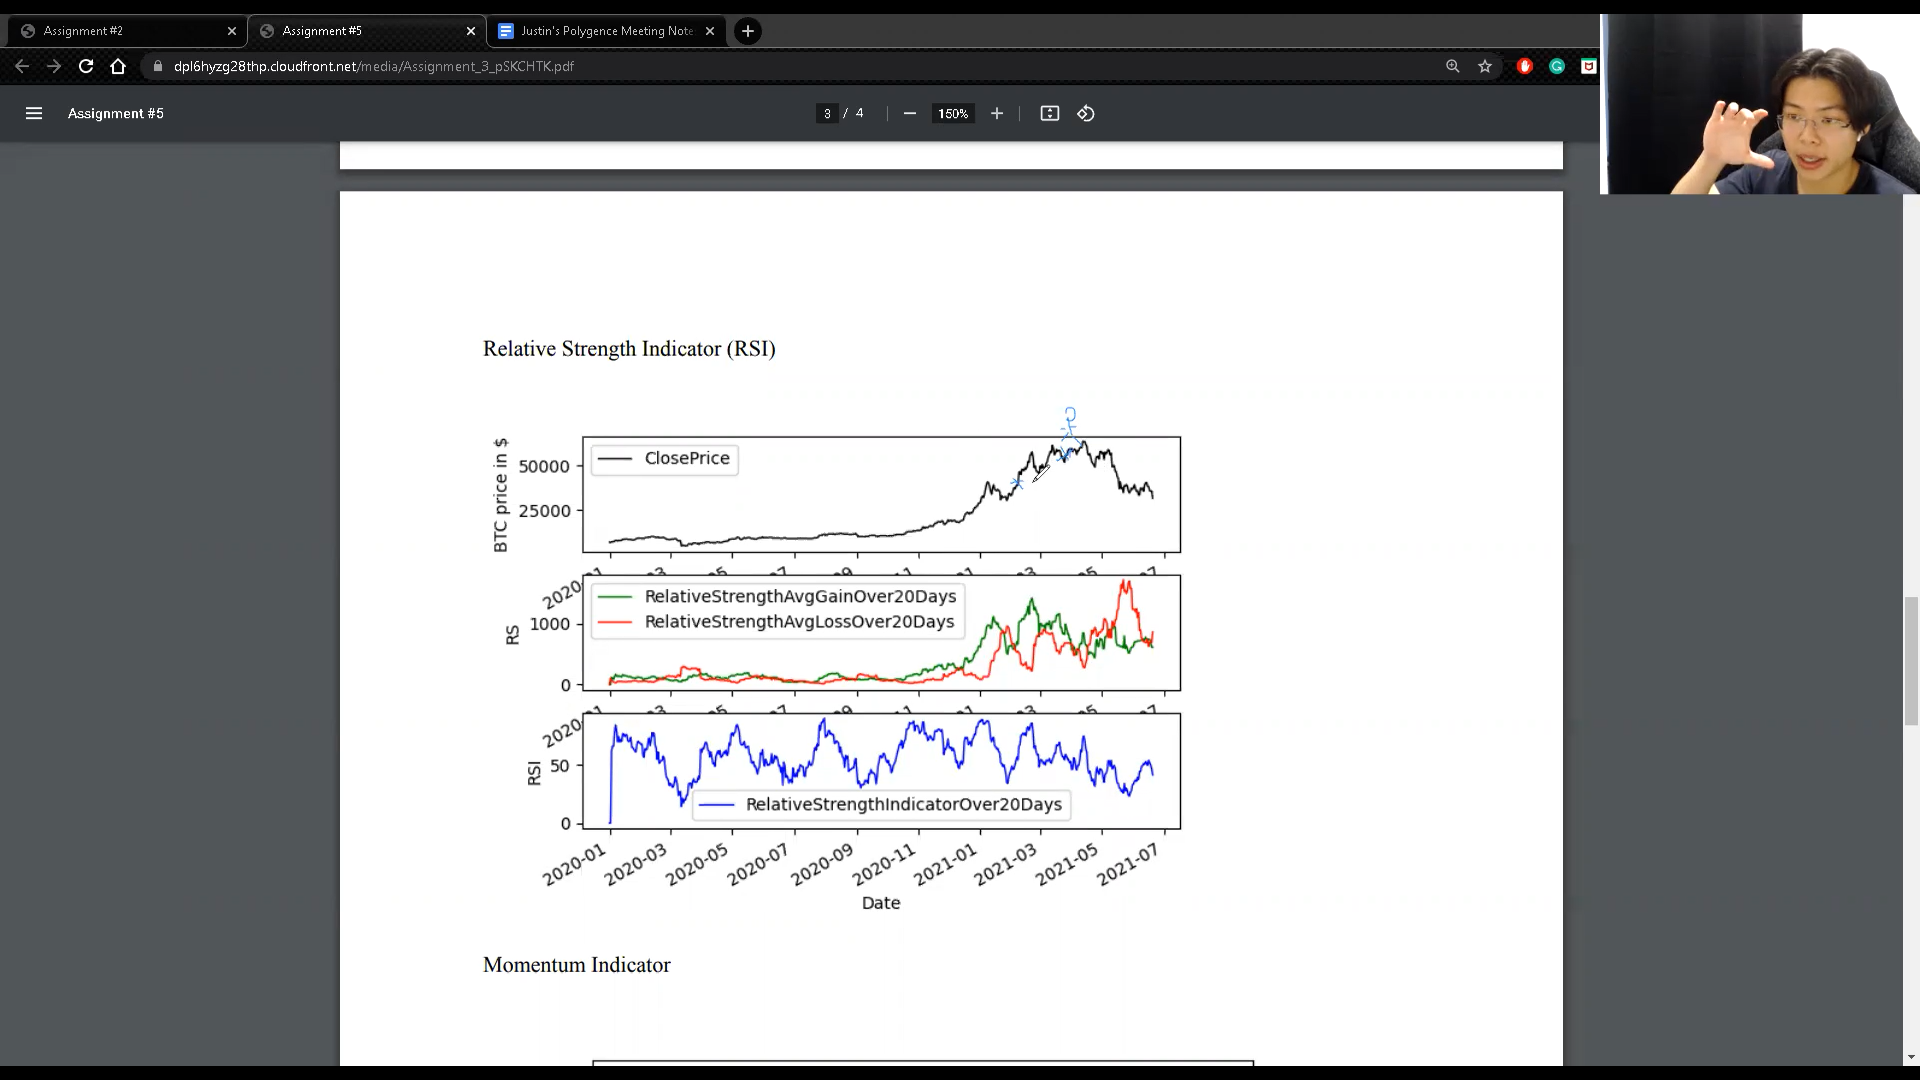 Assignment #2
Assignment #5
Justin's Polygence Meeting Note
dpl6hyzg28thp.cloudfront.net/media/Assignment_3_pSKCHTK.pdf
Assignment #5
3 / 4
150%
Relative Strength Indicator (RSI)
BTC price in $
50000
25000
ClosePrice
2020
RS
1000
0
RelativeStrengthAvgGainOver20Days
RelativeStrengthAvgLossOver20Days
2020
RSI
50
0
RelativeStrengthIndicatorOver20Days
2020-01 2020-03 2020-05 2020-07 2020-09 2020-11 2021-01 2021-03 2021-05 2021-07
Date
Momentum Indicator